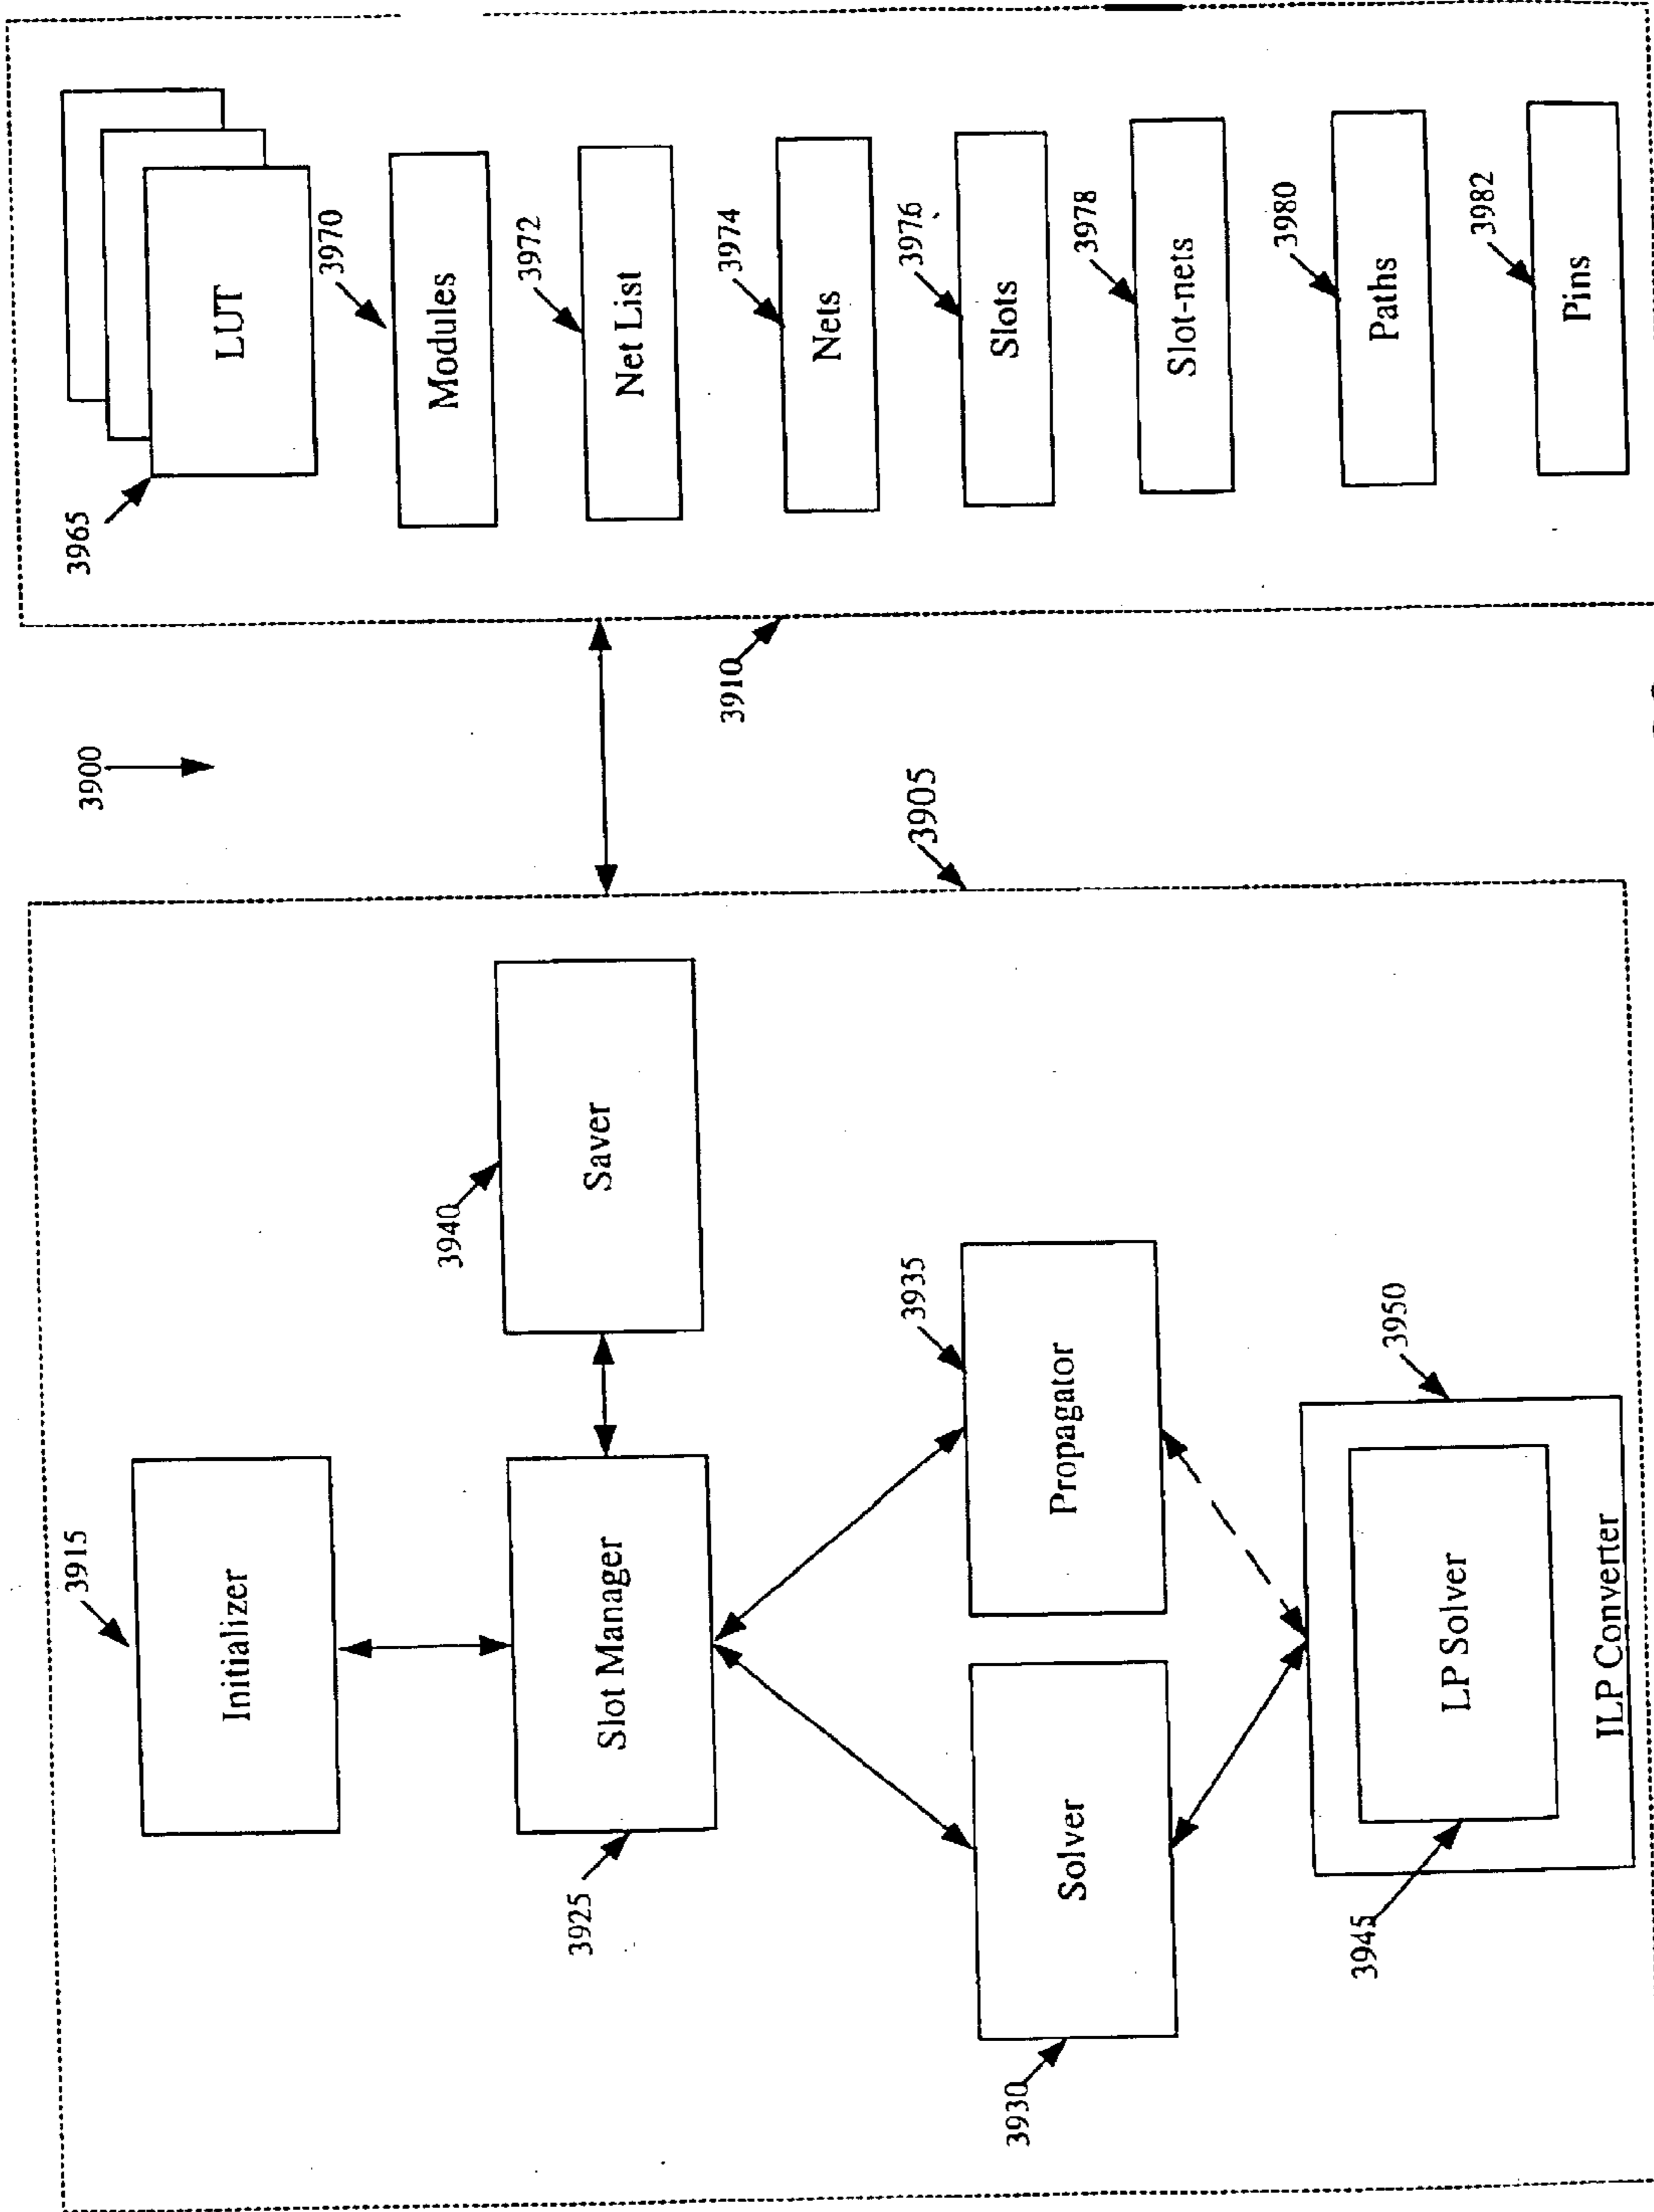 3900
3905
3915
Initializer
3925
Slot Manager
3940
Saver
3930
Solver
3935
Propagator
3945
LP Solver
3950
ILP Converter
3910
3965
LUT
3970
Modules
3972
Net List
3974
Nets
3976
Slots
3978
Slot-nets
3980
Paths
3982
Pins